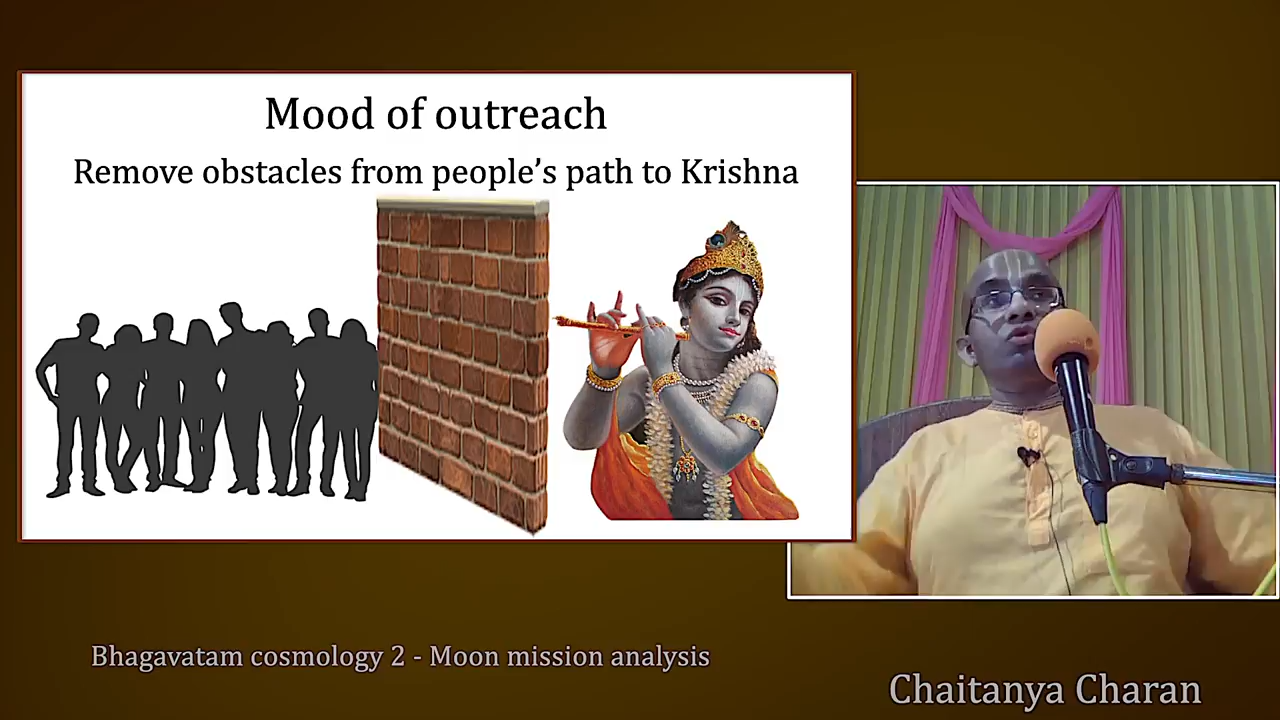 Mood of outreach
Remove obstacles from people’s path to Krishna
Bhagavatam cosmology 2 - Moon mission analysis
Chaitanya Charan